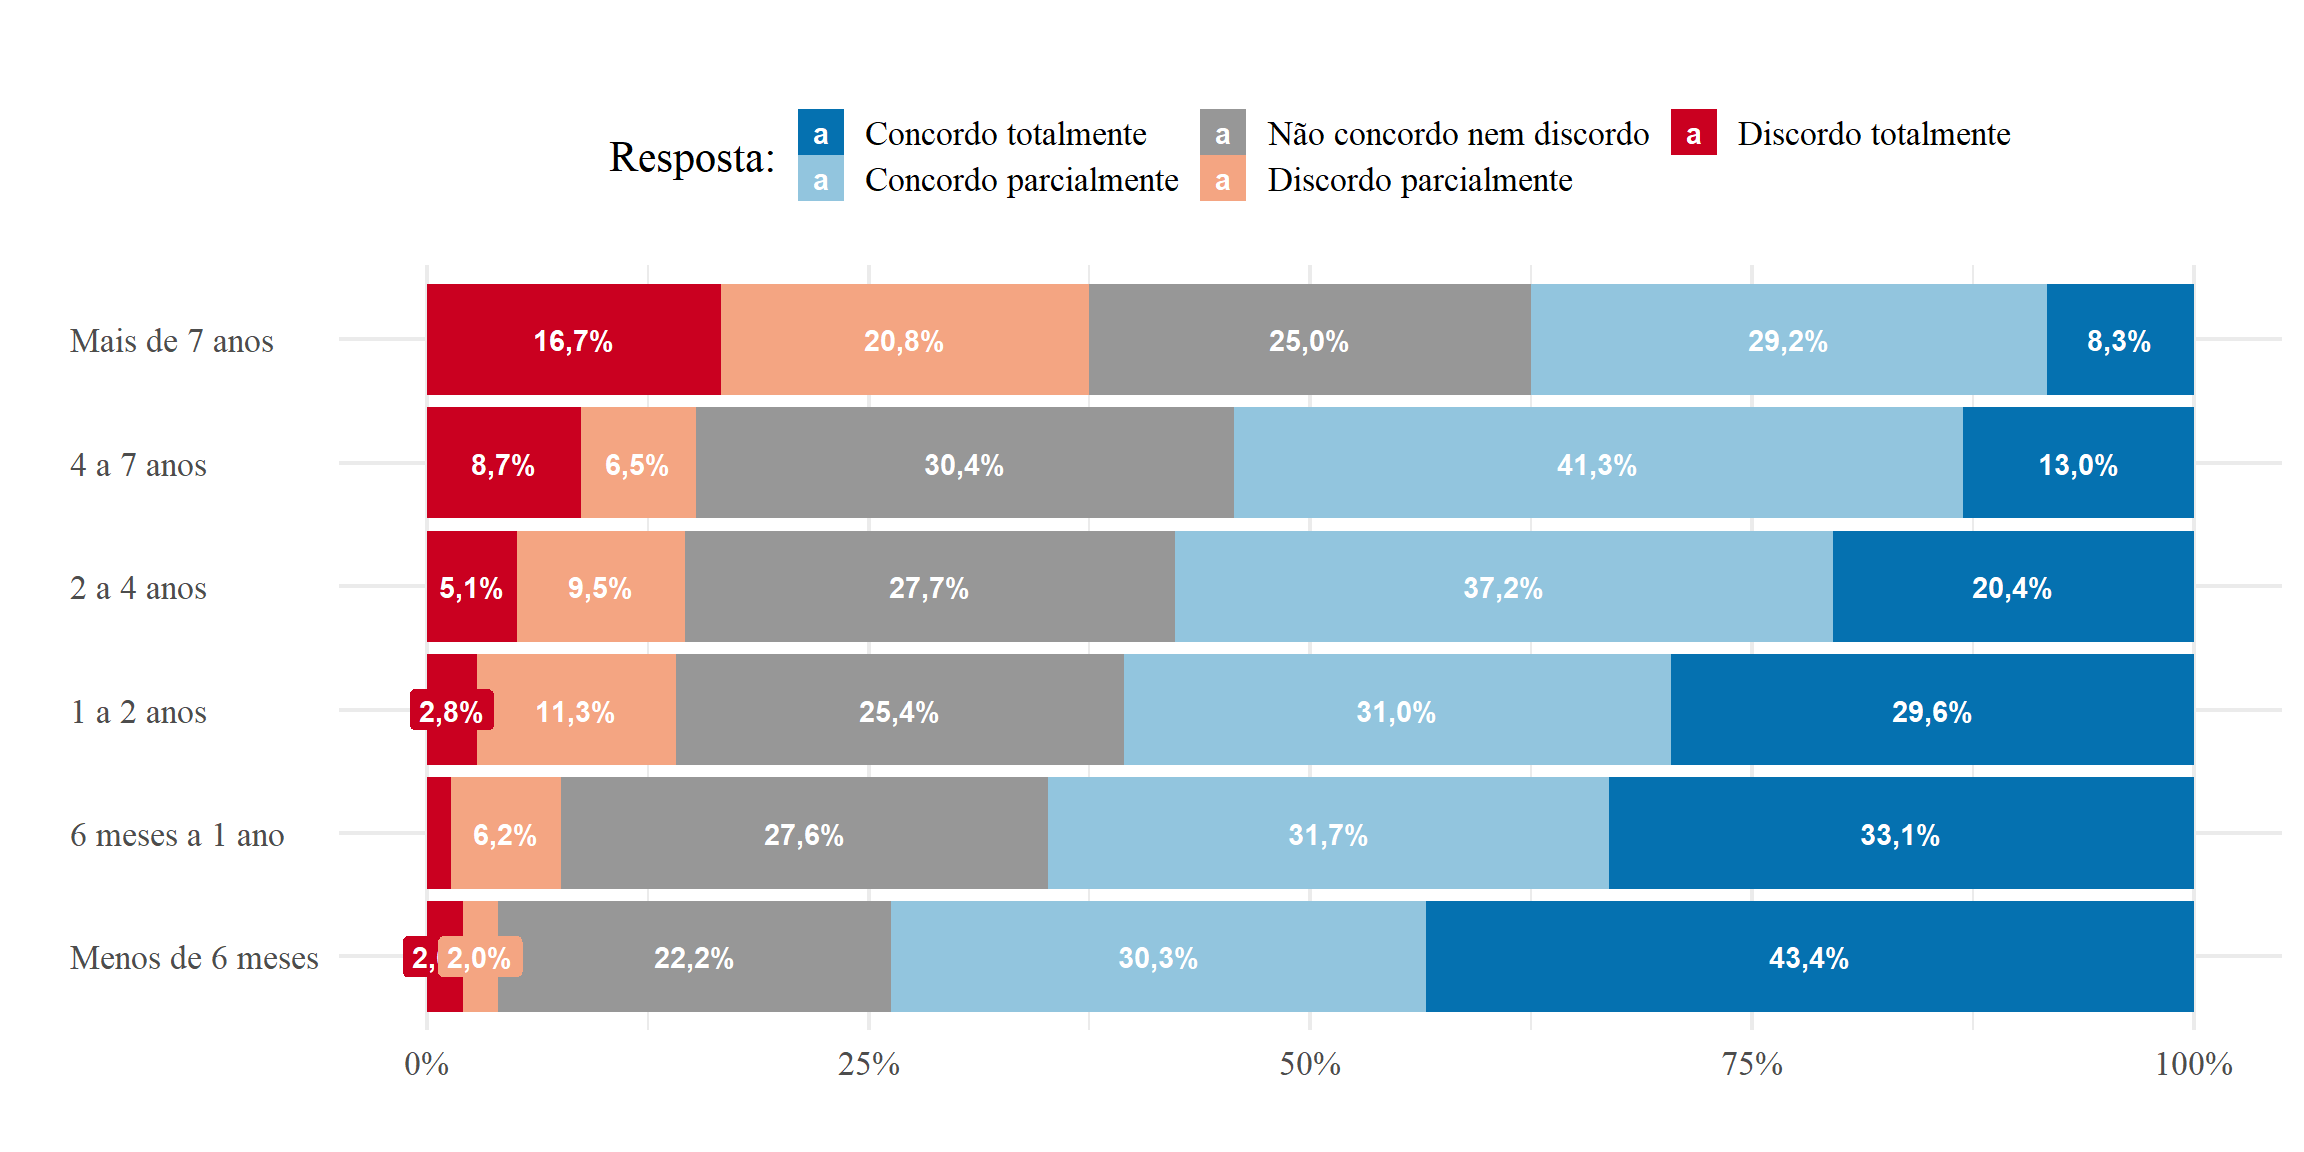 Resposta:
a Concordo totalmente a Não concordo nem discordo a Discordo totalmente
a Concordo parcialmente a Discordo parcialmente
Mais de 7 anos 16,7% 20,8% 25,0% 29,2% 8,3%
4 a 7 anos 8,7% 6,5% 30,4% 41,3% 13,0%
2 a 4 anos 5,1% 9,5% 27,7% 37,2% 20,4%
1 a 2 anos 2,8% 11,3% 25,4% 31,0% 29,6%
6 meses a 1 ano 6,2% 27,6% 31,7% 33,1%
Menos de 6 meses 2,0% 22,2% 30,3% 43,4%
0% 25% 50% 75% 100%